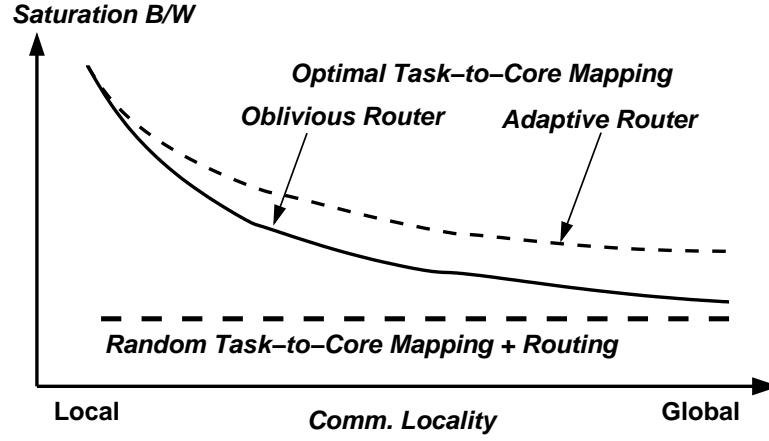 Saturation B/W
Optimal Task–to–Core Mapping
Oblivious Router
Adaptive Router
Random Task–to–Core Mapping + Routing
Local
Comm. Locality
Global